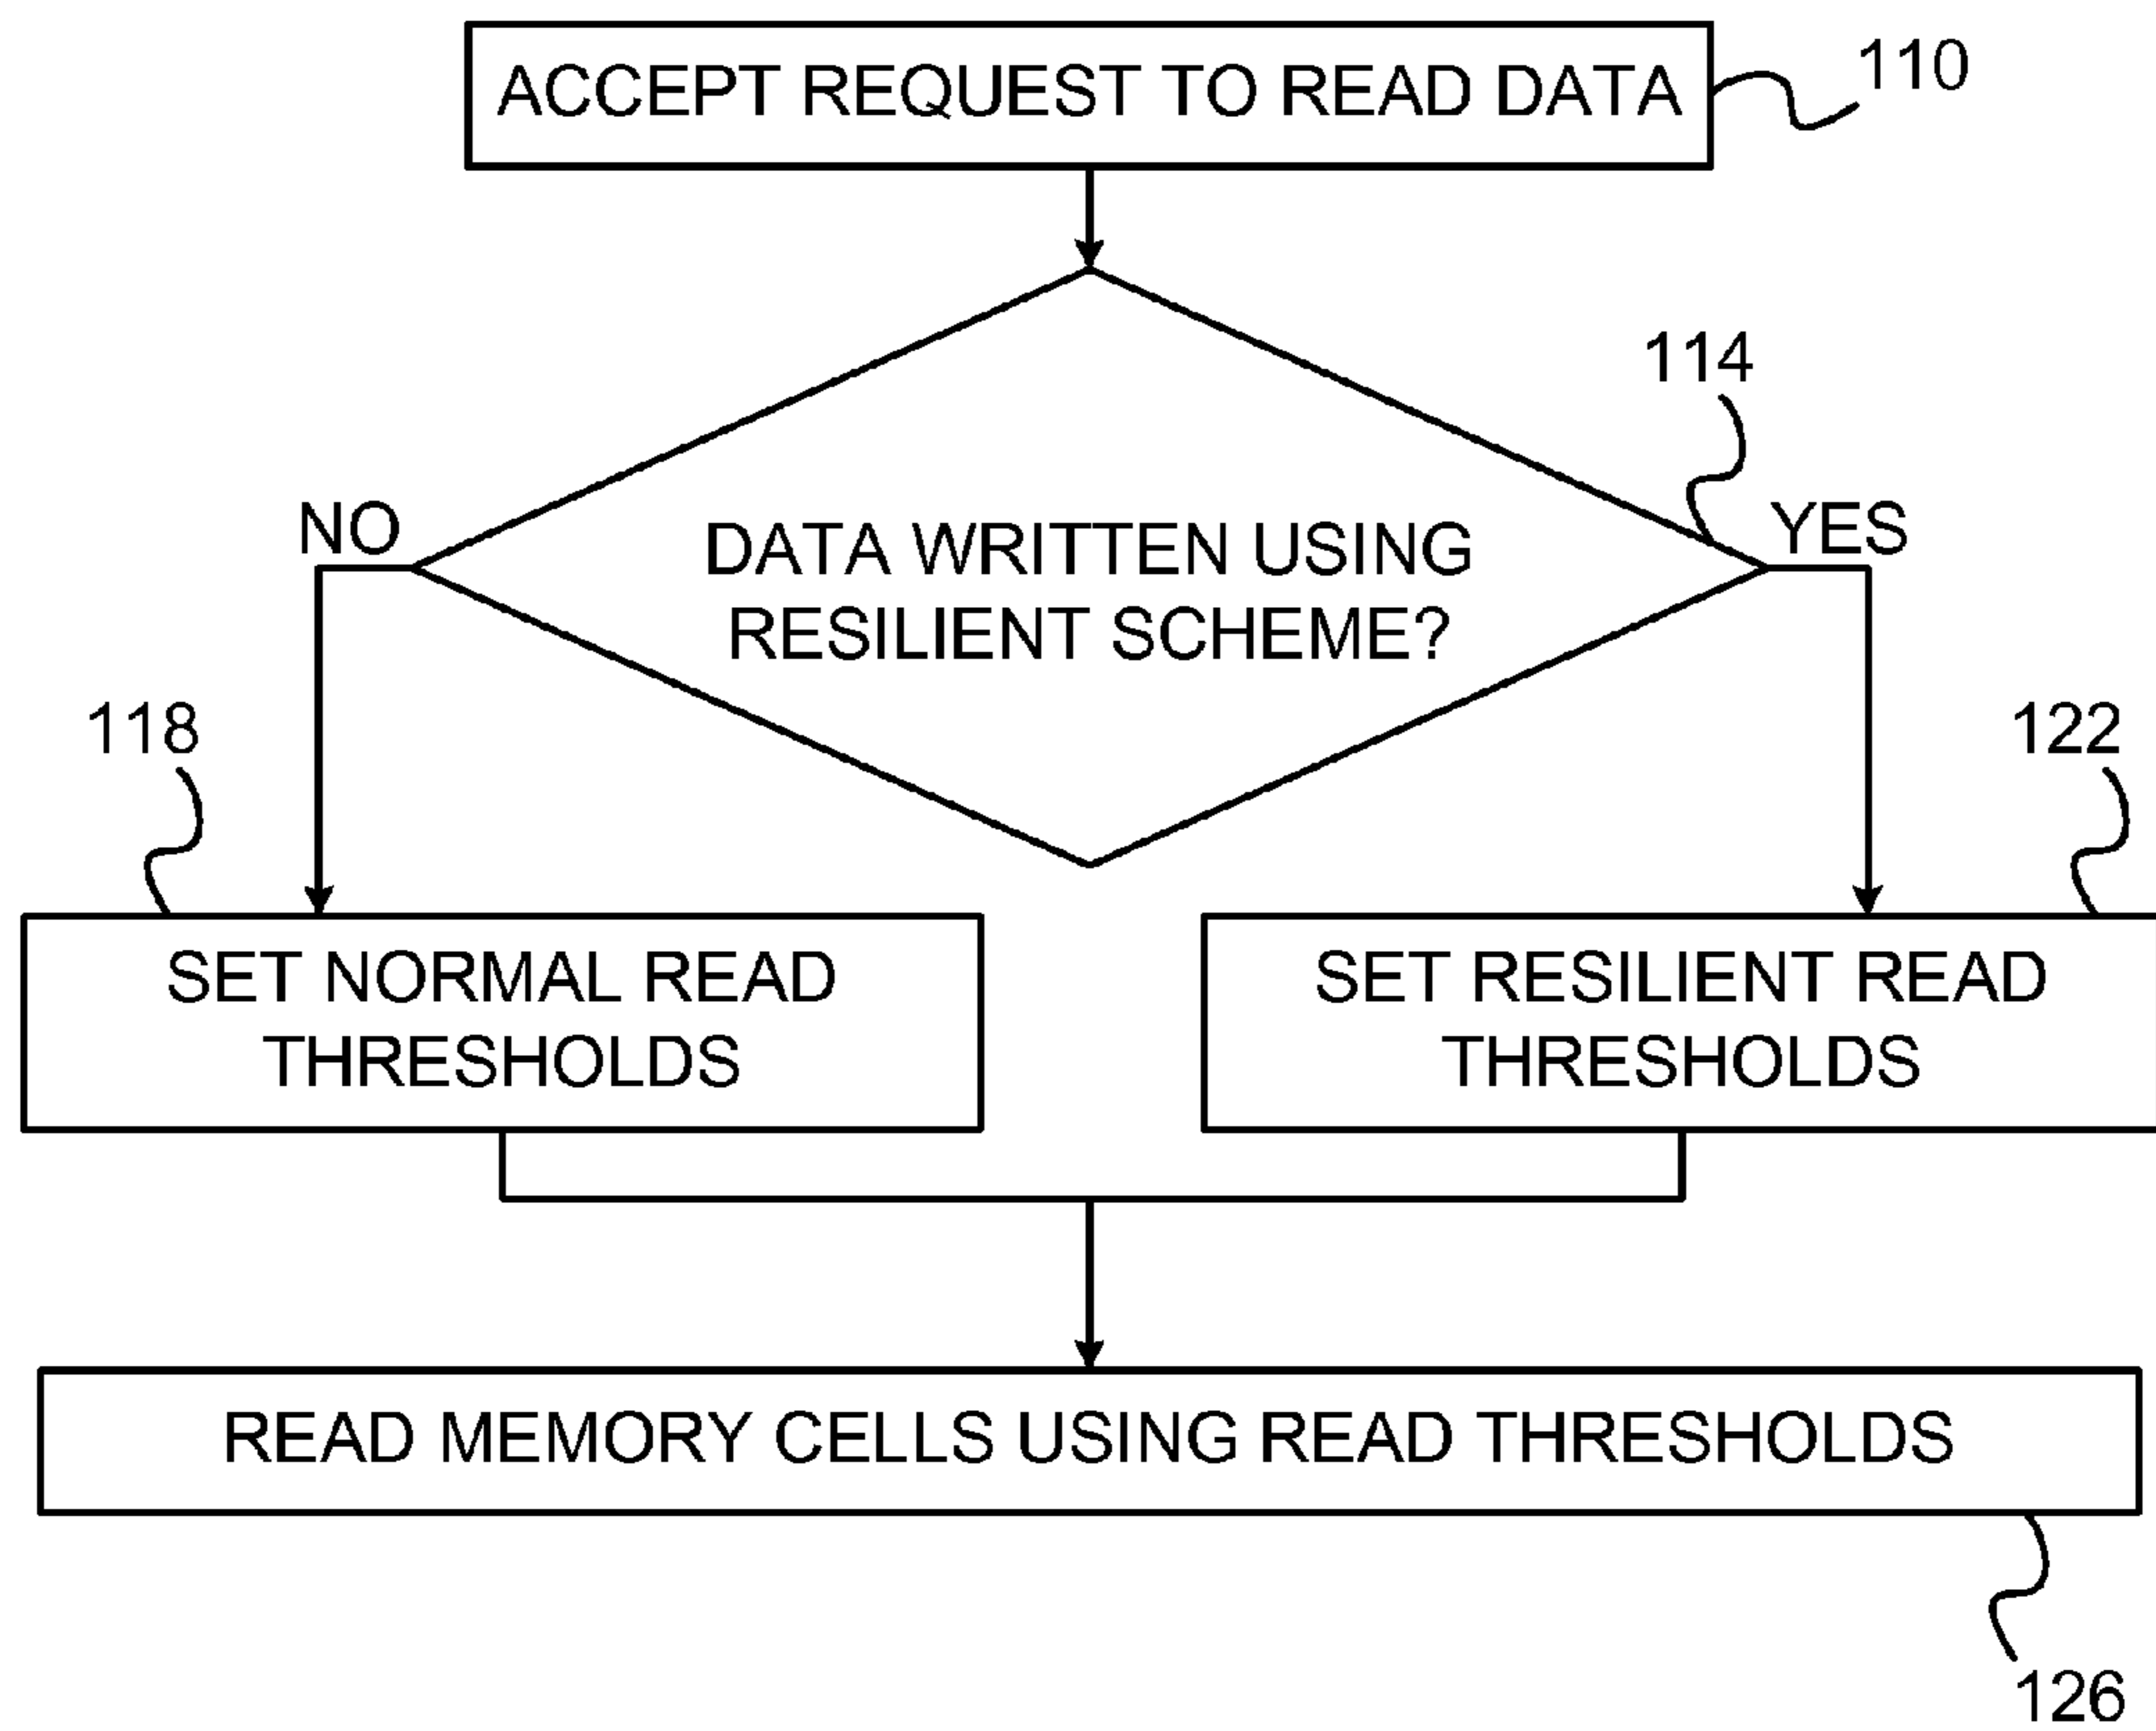 ACCEPT REQUEST TO READ DATA
110
114
NO
YES
DATA WRITTEN USING
RESILIENT SCHEME?
118
122
SET NORMAL READ
THRESHOLDS
SET RESILIENT READ
THRESHOLDS
READ MEMORY CELLS USING READ THRESHOLDS
126